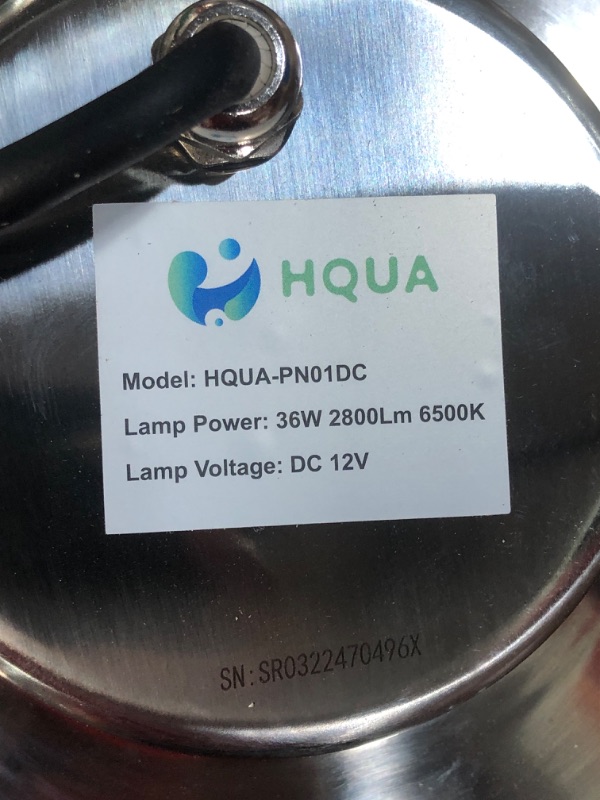 HQUA
Model: HQUA-PN01DC
Lamp Power: 36W 2800Lm 6500K
Lamp Voltage: DC 12V
SN:SR0322470496X